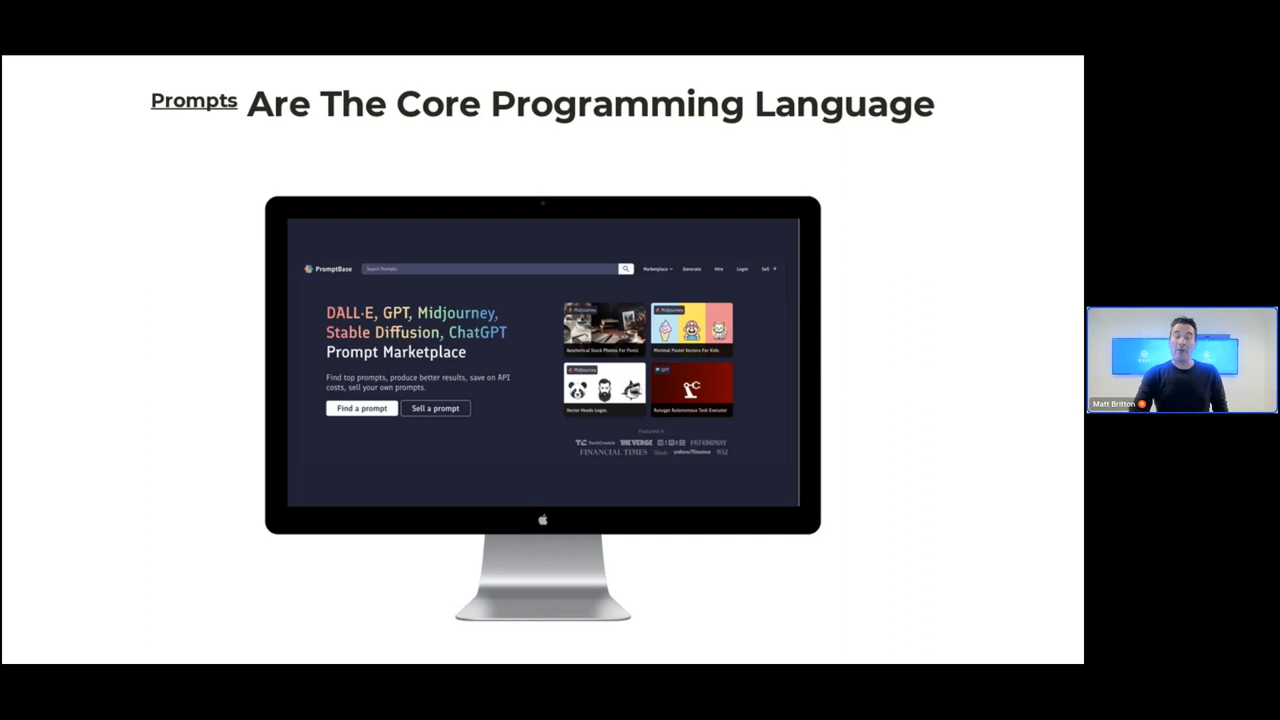 Prompts Are The Core Programming Language
PromptBase
Search Prompts
Marketplace
Generate
Hire
Login
Sell
DALL·E, GPT, Midjourney,
Stable Diffusion, ChatGPT
Prompt Marketplace
Find top prompts, produce better results, save on API
costs, sell your own prompts.
Find a prompt
Sell a prompt
Midjourney
Aesthetical Stock Photos For Posts
Midjourney
Minimal Pastel Vectors For Kids
Midjourney
Vector Heads Logos
GPT
Autogpt Autonomous Task Executor
Featured in
TC TechCrunch
THE VERGE
WIRED
FAST COMPANY
FINANCIAL TIMES
yahoo/finance
WSJ
Matt Britton